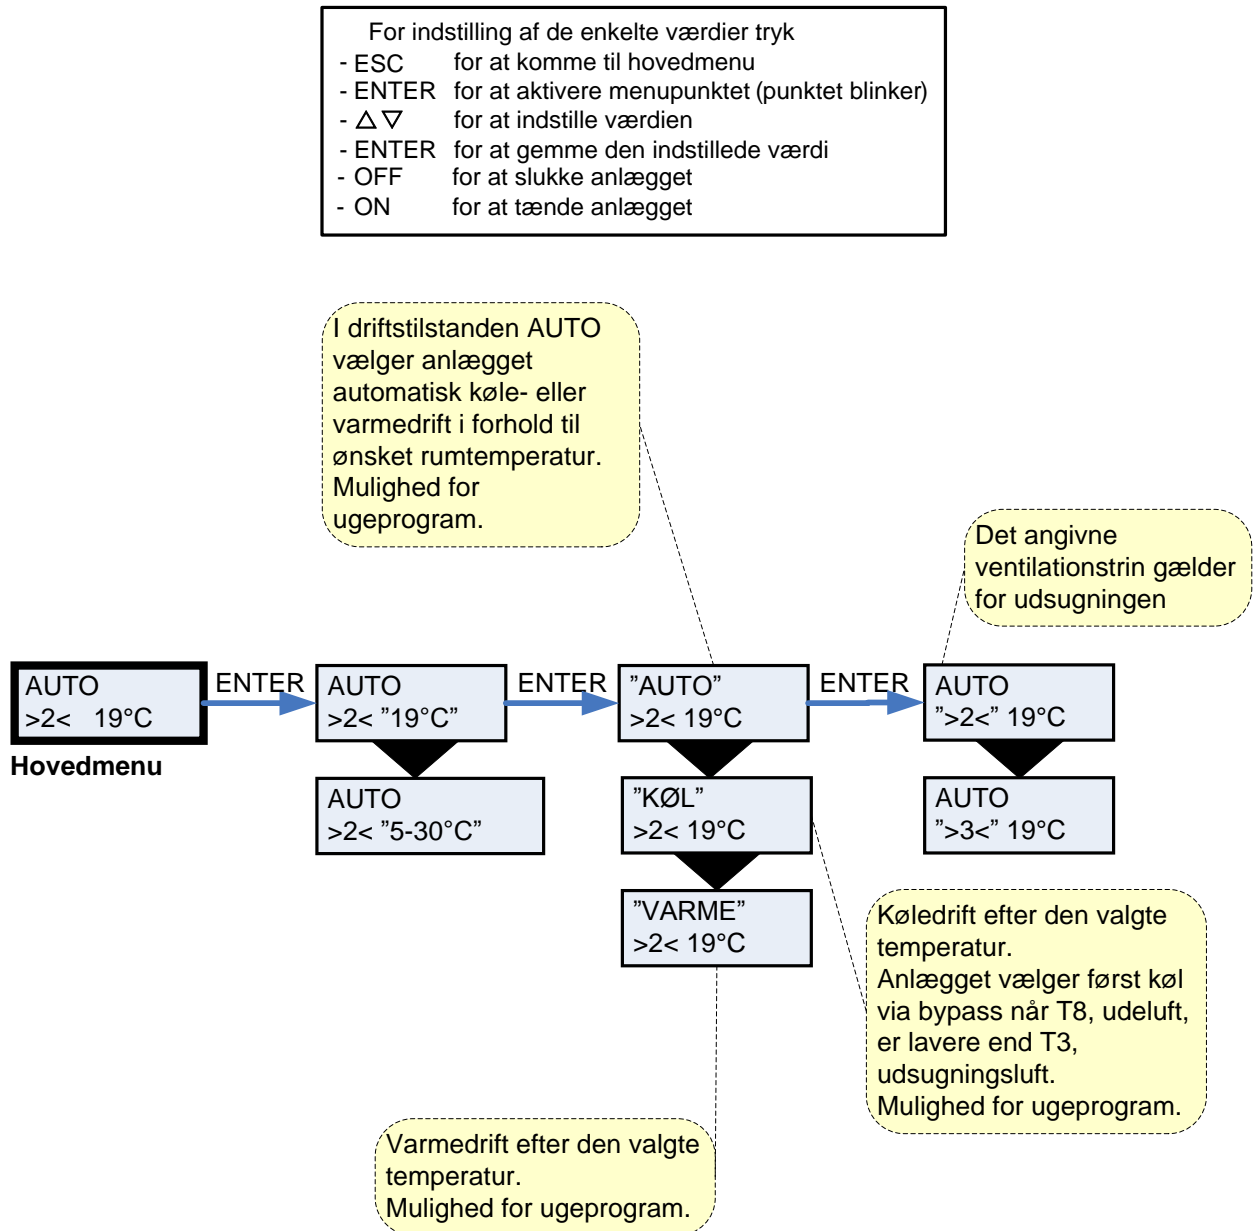 For indstilling af de enkelte værdier tryk
- ESC for at komme til hovedmenu
- ENTER for at aktivere menupunktet (punktet blinker)
- △▽ for at indstille værdien
- ENTER for at gemme den indstillede værdi
- OFF for at slukke anlægget
- ON for at tænde anlægget
I driftstilstanden AUTO
vælger anlægget
automatisk køle- eller
varmedrift i forhold til
ønsket rumtemperatur.
Mulighed for
ugeprogram.
Det angivne
ventilationstrin gælder
for udsugningen
AUTO
>2< 19°C
Hovedmenu
ENTER
AUTO
>2< ”19°C”
AUTO
>2< ”5-30°C”
ENTER
”AUTO”
>2< 19°C
”KØL”
>2< 19°C
”VARME”
>2< 19°C
ENTER
AUTO
”>2<” 19°C
AUTO
”>3<” 19°C
Køledrift efter den valgte
temperatur.
Anlægget vælger først køl
via bypass når T8, udeluft,
er lavere end T3,
udsugningsluft.
Mulighed for ugeprogram.
Varmedrift efter den valgte
temperatur.
Mulighed for ugeprogram.